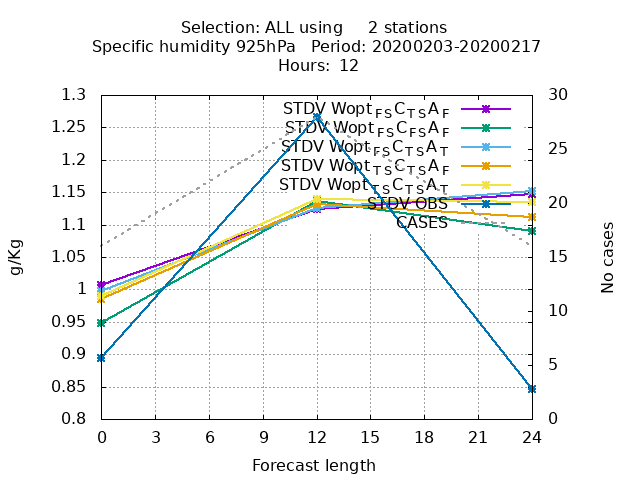 Selection: ALL using     2 stations
Specific humidity 925hPa   Period: 20200203-20200217
Hours:  12
1.3
1.25
1.2
1.15
1.1
1.05
1
0.95
0.9
0.85
0.8
g/Kg
STDV Wopt FS C TS A F
STDV Wopt FS C FS A F
STDV Wopt FS C TS A T
STDV Wopt TS C TS A F
STDV Wopt TS C TS A T
STDV OBS
CASES
30
25
20
15
10
5
0
No cases
0 3 6 9 12 15 18 21 24
Forecast length